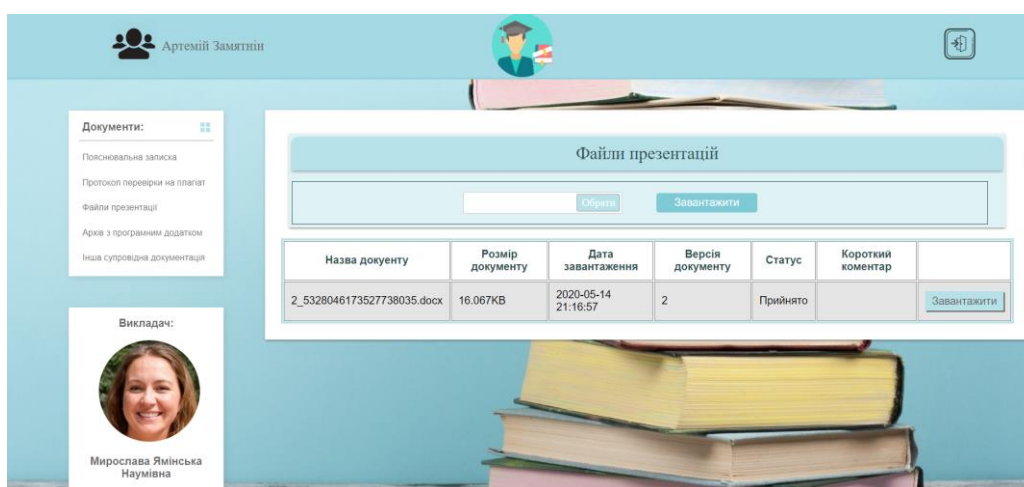 Артемій Замятнін
Документи:
Пояснювальна записка
Протокол перевірки на плагіат
Файли презентації
Архів з програмним додатком
Інша супровідна документація
Викладач:
Мирослава Ямінська
Наумівна
Файли презентацій
Обрати Завантажити
Назва докуенту Розмір документу Дата завантаження Версія документу Статус Короткий коментар
2_5328046173527738035.docx 16.067KB 2020-05-14 21:16:57 2 Прийнято Завантажити